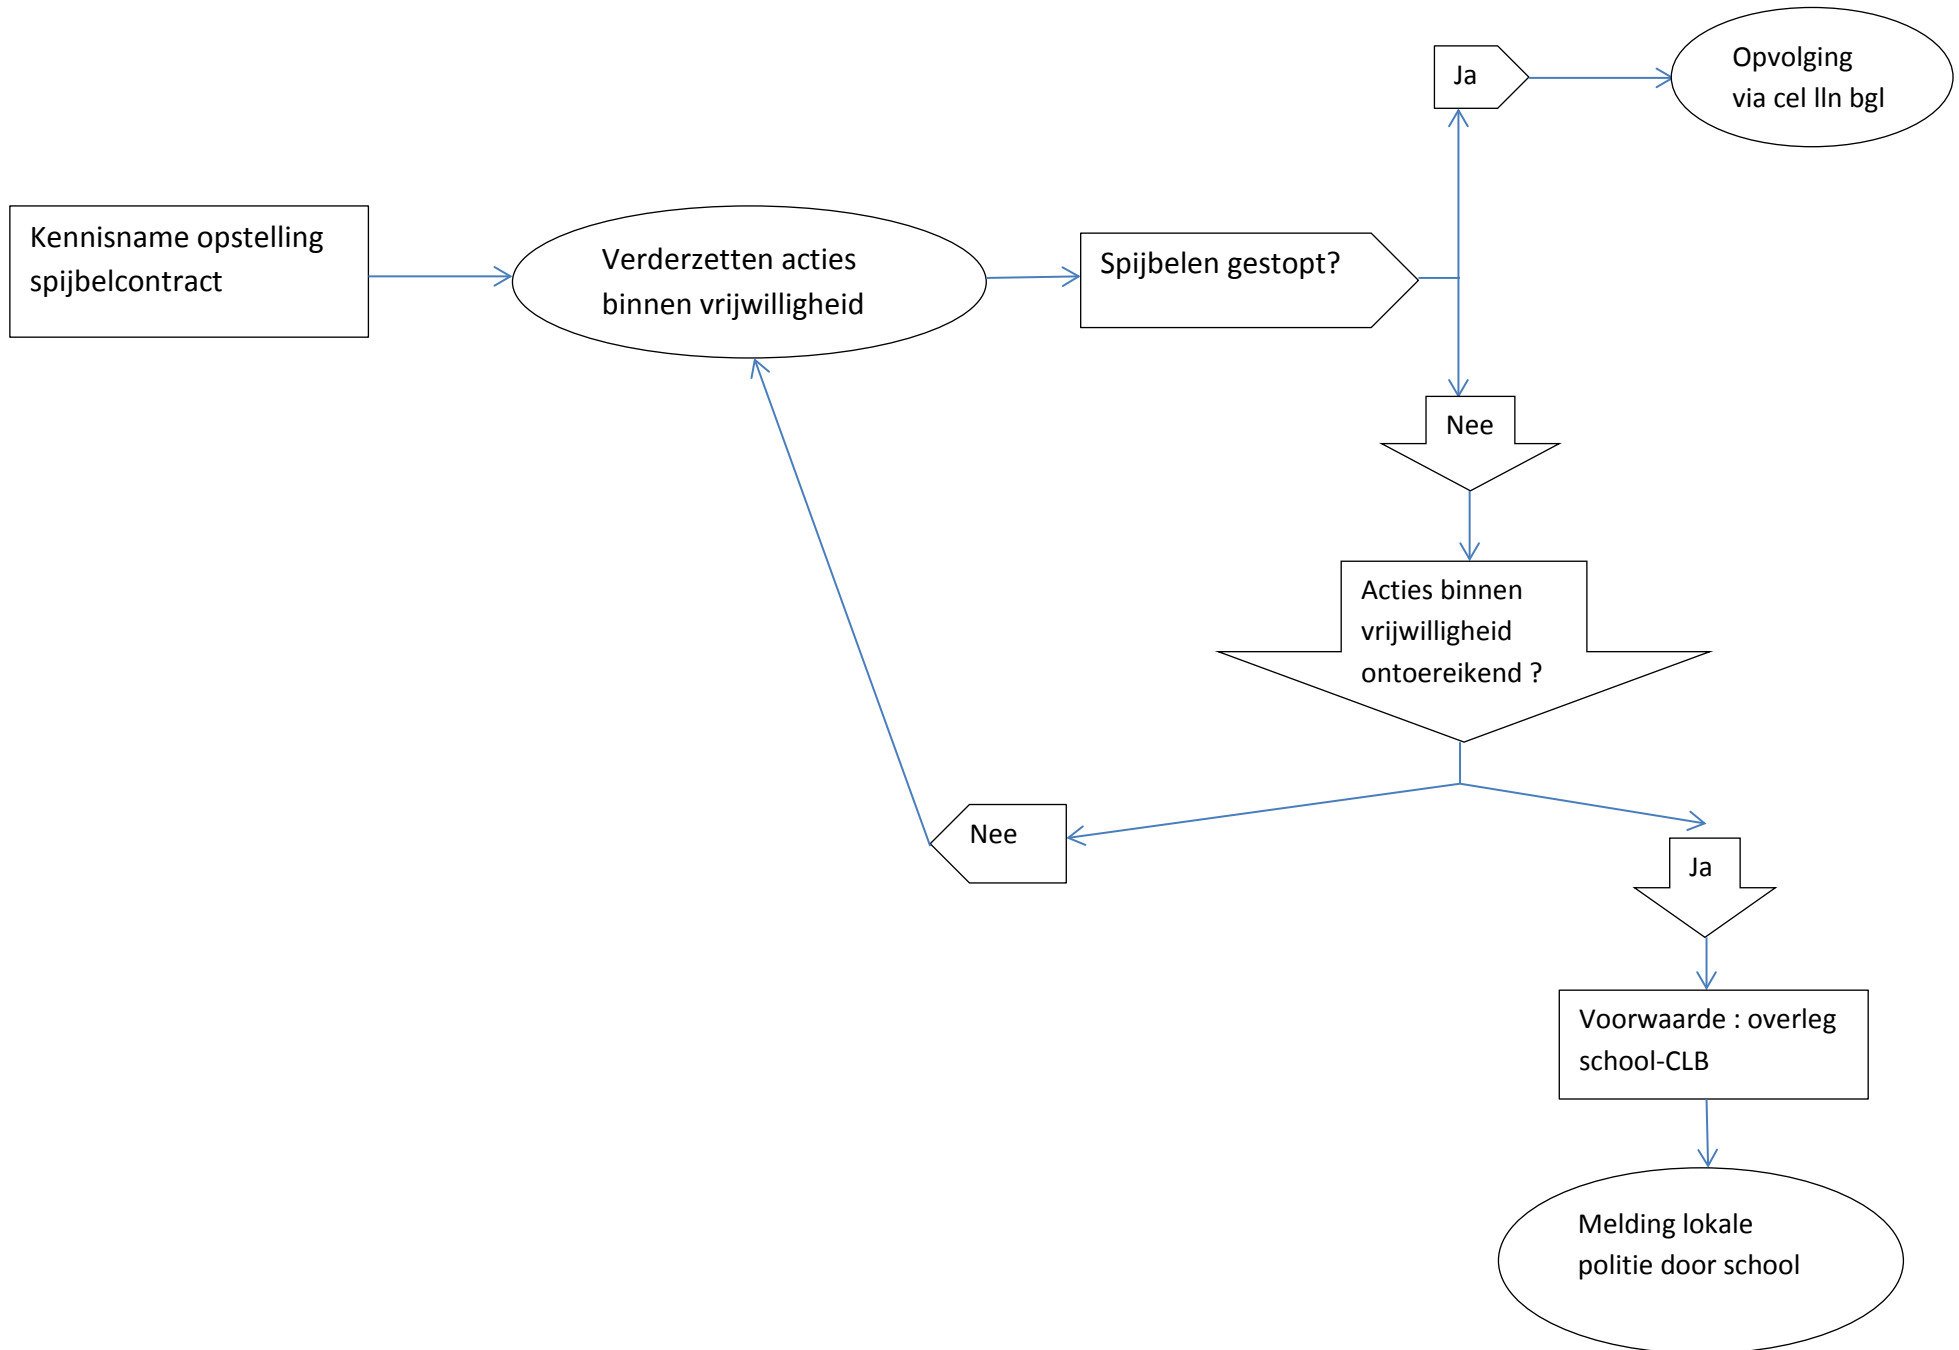 Ja
Opvolging
via cel lln bgl
Kennisname opstelling
spijbelcontract
Verderzetten acties
binnen vrijwilligheid
Spijbelen gestopt?
Nee
Acties binnen
vrijwilligheid
ontoereikend ?
Nee
Ja
Voorwaarde : overleg
school-CLB
Melding lokale
politie door school